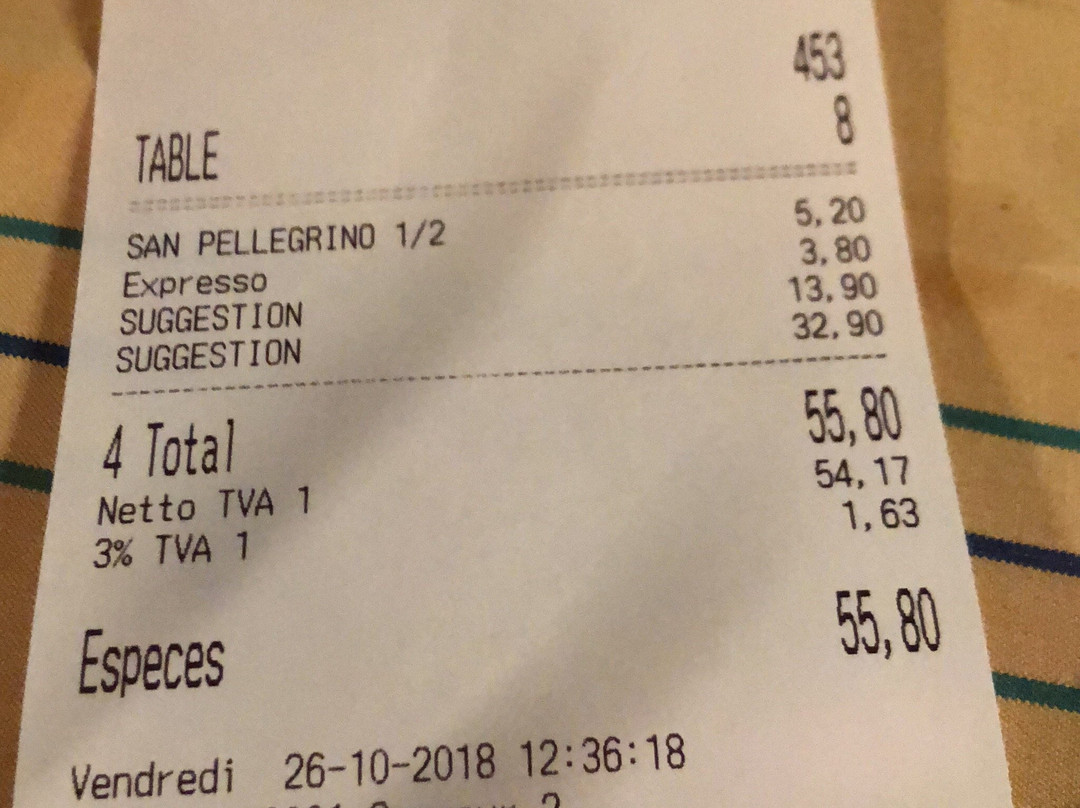 453
TABLE 8
SAN PELLEGRINO 1/2 5,20
Expresso 3,80
SUGGESTION 13,90
SUGGESTION 32,90
4 Total 55,80
Netto TVA 1 54,17
3% TVA 1 1,63
Especes 55,80
Vendredi 26-10-2018 12:36:18